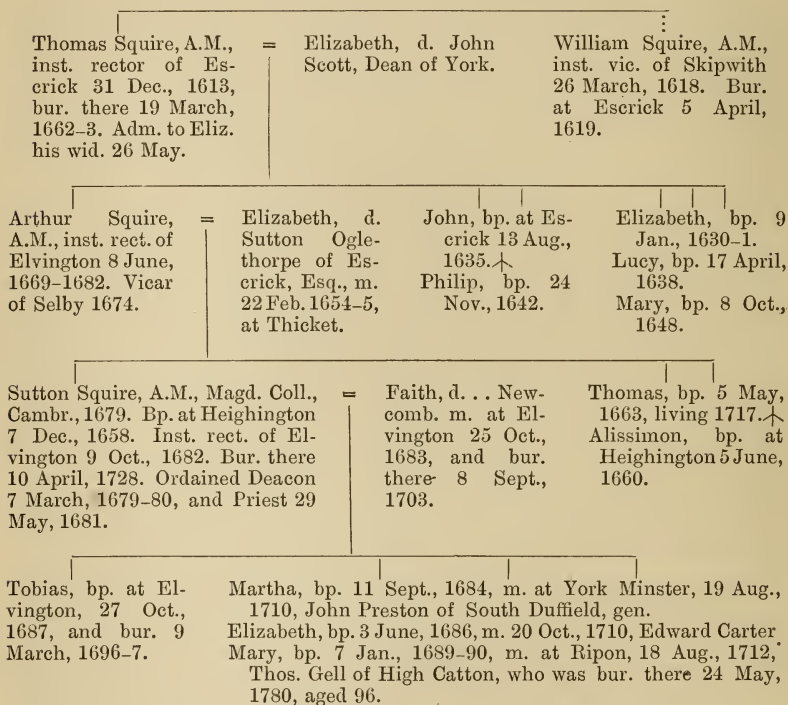 Thomas Squire, A.M.,
inst. rector of Es-
crick 31 Dec., 1613,
bur. there 19 March,
1662–3. Adm. to Eliz.
his wid. 26 May.
=
Elizabeth, d. John
Scott, Dean of York.
William Squire, A.M.,
inst. vic. of Skipwith
26 March, 1618. Bur.
at Escrick 5 April,
1619.
Arthur Squire,
A.M., inst. rect. of
Elvington 8 June,
1669–1682. Vicar
of Selby 1674.
=
Elizabeth, d.
Sutton Ogle-
thorpe of Es-
crick, Esq., m.
22 Feb. 1654–5,
at Thicket.
John, bp. at Es-
crick 13 Aug.,
1635.
Philip, bp. 24
Nov., 1642.
Elizabeth, bp. 9
Jan., 1630–1.
Lucy, bp. 17 April,
1638.
Mary, bp. 8 Oct.,
1648.
Sutton Squire, A.M., Magd. Coll.,
Cambr., 1679. Bp. at Heighington
7 Dec., 1658. Inst. rect. of El-
vington 9 Oct., 1682. Bur. there
10 April, 1728. Ordained Deacon
7 March, 1679–80, and Priest 29
May, 1681.
=
Faith, d. . . New-
comb. m. at El-
vington 25 Oct.,
1683, and bur.
there 8 Sept.,
1703.
Thomas, bp. 5 May,
1663, living 1717.
Alissimon, bp. at
Heighington 5 June,
1660.
Tobias, bp. at El-
vington, 27 Oct.,
1687, and bur. 9
March, 1696–7.
Martha, bp. 11 Sept., 1684, m. at York Minster, 19 Aug.,
1710, John Preston of South Duffield, gen.
Elizabeth, bp. 3 June, 1686, m. 20 Oct., 1710, Edward Carter
Mary, bp. 7 Jan., 1689–90, m. at Ripon, 18 Aug., 1712,
Thos. Gell of High Catton, who was bur. there 24 May,
1780, aged 96.